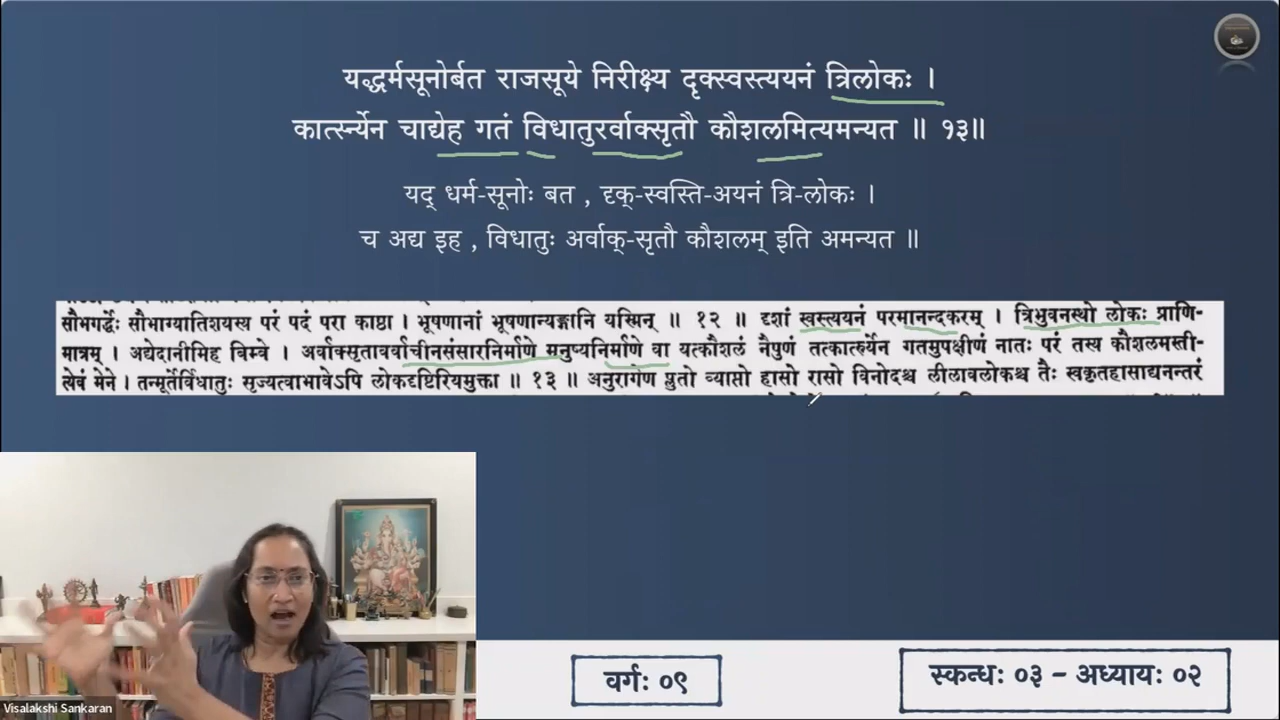 यद्धर्मसूनोर्बत राजसूये निरीक्ष्य दृक्स्वस्त्ययनं त्रिलोकः ।
कार्त्स्न्येन चाद्येह गतं विधातुरर्वाक्सृतौ कौशलमित्यमन्यत ॥ १३॥
यद् धर्म-सूनोः बत , दृक्-स्वस्ति-अयनं त्रि-लोकः ।
च अद्य इह , विधातुः अर्वाक्-सृतौ कौशलम् इति अमन्यत ॥
सौभगर्द्धेः सौभाग्यातिशयस्य परं पदं परा काष्ठा । भूषणानां भूषणान्यङ्गानि यस्मिन् ॥ १२ ॥ दृशां स्वस्त्ययनं परमानन्दकरम् । त्रिभुवनस्थो लोकः प्राणि-
मात्रम् । अद्येदानीमिह बिम्बे । अर्वाक्सृतावर्वाचीनसंसारनिर्माणे मनुष्यनिर्माणे वा यत्कौशलं नैपुणं तत्कार्त्स्न्येन गतमुपक्षीणं नातः परं तस्य कौशलमस्ती-
त्येवं मेने । तन्मूर्तेर्विधातुः सृज्यत्वाभावेऽपि लोकदृष्टिरियमुक्ता ॥ १३ ॥ अनुरागेण प्लुतो व्याप्तो हासो रासो विनोदश्च लीलावलोकश्च तैः स्वकृतहासाद्यनन्तरं
वर्गः ०९
स्कन्धः ०३ - अध्यायः ०२
Visalakshi Sankaran